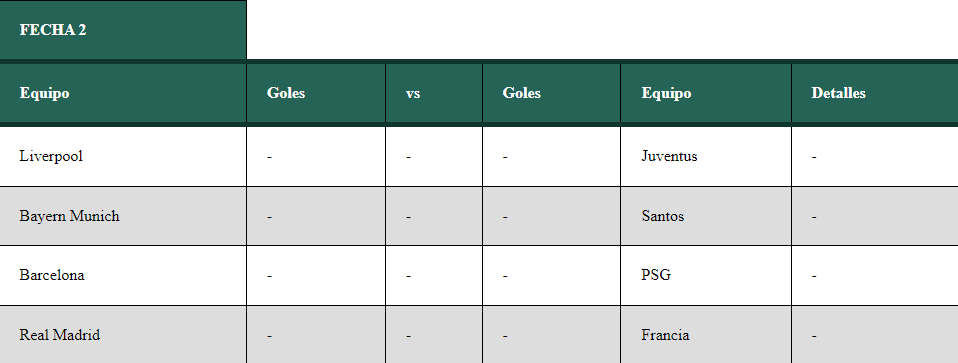 FECHA 2
Equipo Goles vs Goles Equipo Detalles
Liverpool - - - Juventus -
Bayern Munich - - - Santos -
Barcelona - - - PSG -
Real Madrid - - - Francia -